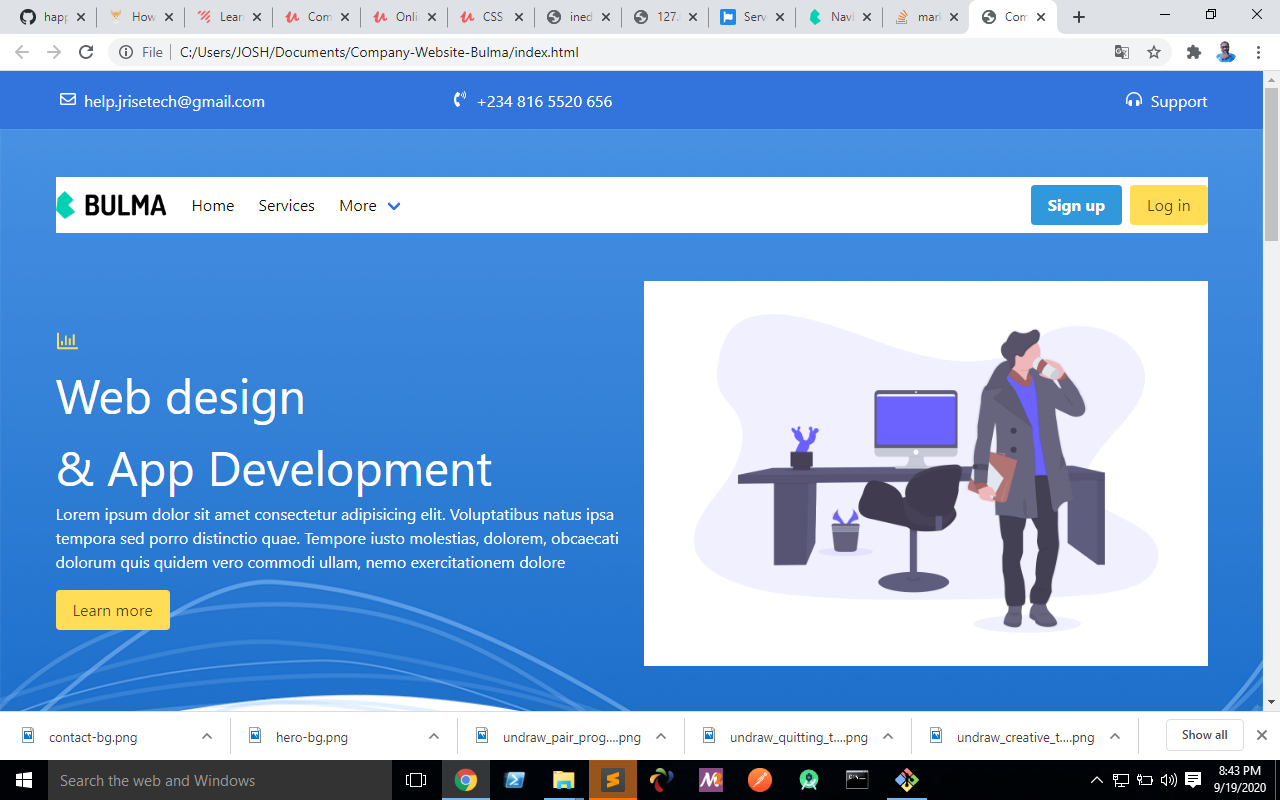 happ
How
Lear
Com
Onli
CSS
ined
127.
Serv
Navl
marl
Com
File
C:/Users/JOSH/Documents/Company-Website-Bulma/index.html
help.jrisetech@gmail.com
+234 816 5520 656
Support
BULMA
Home
Services
More
Sign up
Log in
Web design
& App Development
Lorem ipsum dolor sit amet consectetur adipisicing elit. Voluptatibus natus ipsa
tempora sed porro distinctio quae. Tempore iusto molestias, dolorem, obcaecati
dolorum quis quidem vero commodi ullam, nemo exercitationem dolore
Learn more
contact-bg.png
hero-bg.png
undraw_pair_prog....png
undraw_quitting_t....png
undraw_creative_t....png
Show all
Search the web and Windows
8:43 PM
9/19/2020